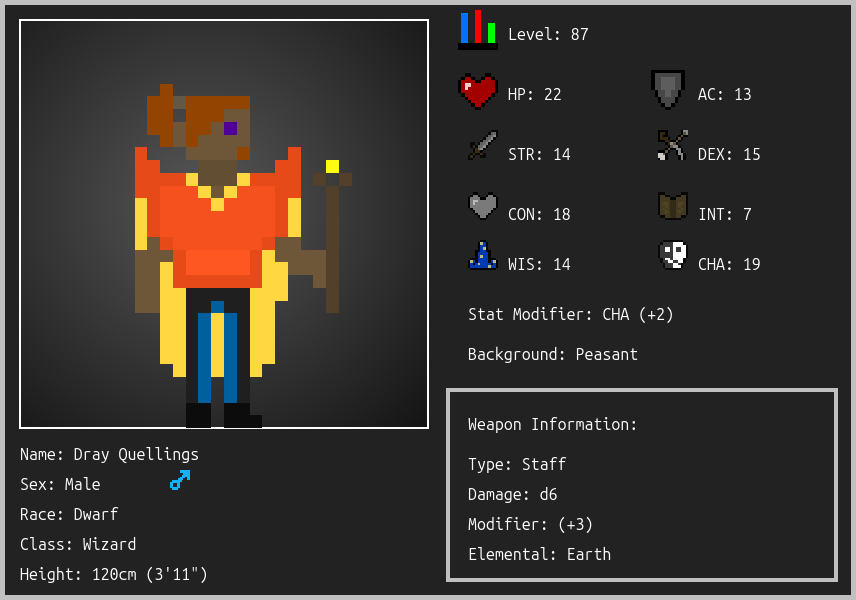 Level: 87
HP: 22
AC: 13
STR: 14
DEX: 15
CON: 18
INT: 7
WIS: 14
CHA: 19
Stat Modifier: CHA (+2)
Background: Peasant
Weapon Information:
Type: Staff
Damage: d6
Modifier: (+3)
Elemental: Earth
Name: Dray Quellings
Sex: Male
Race: Dwarf
Class: Wizard
Height: 120cm (3'11")